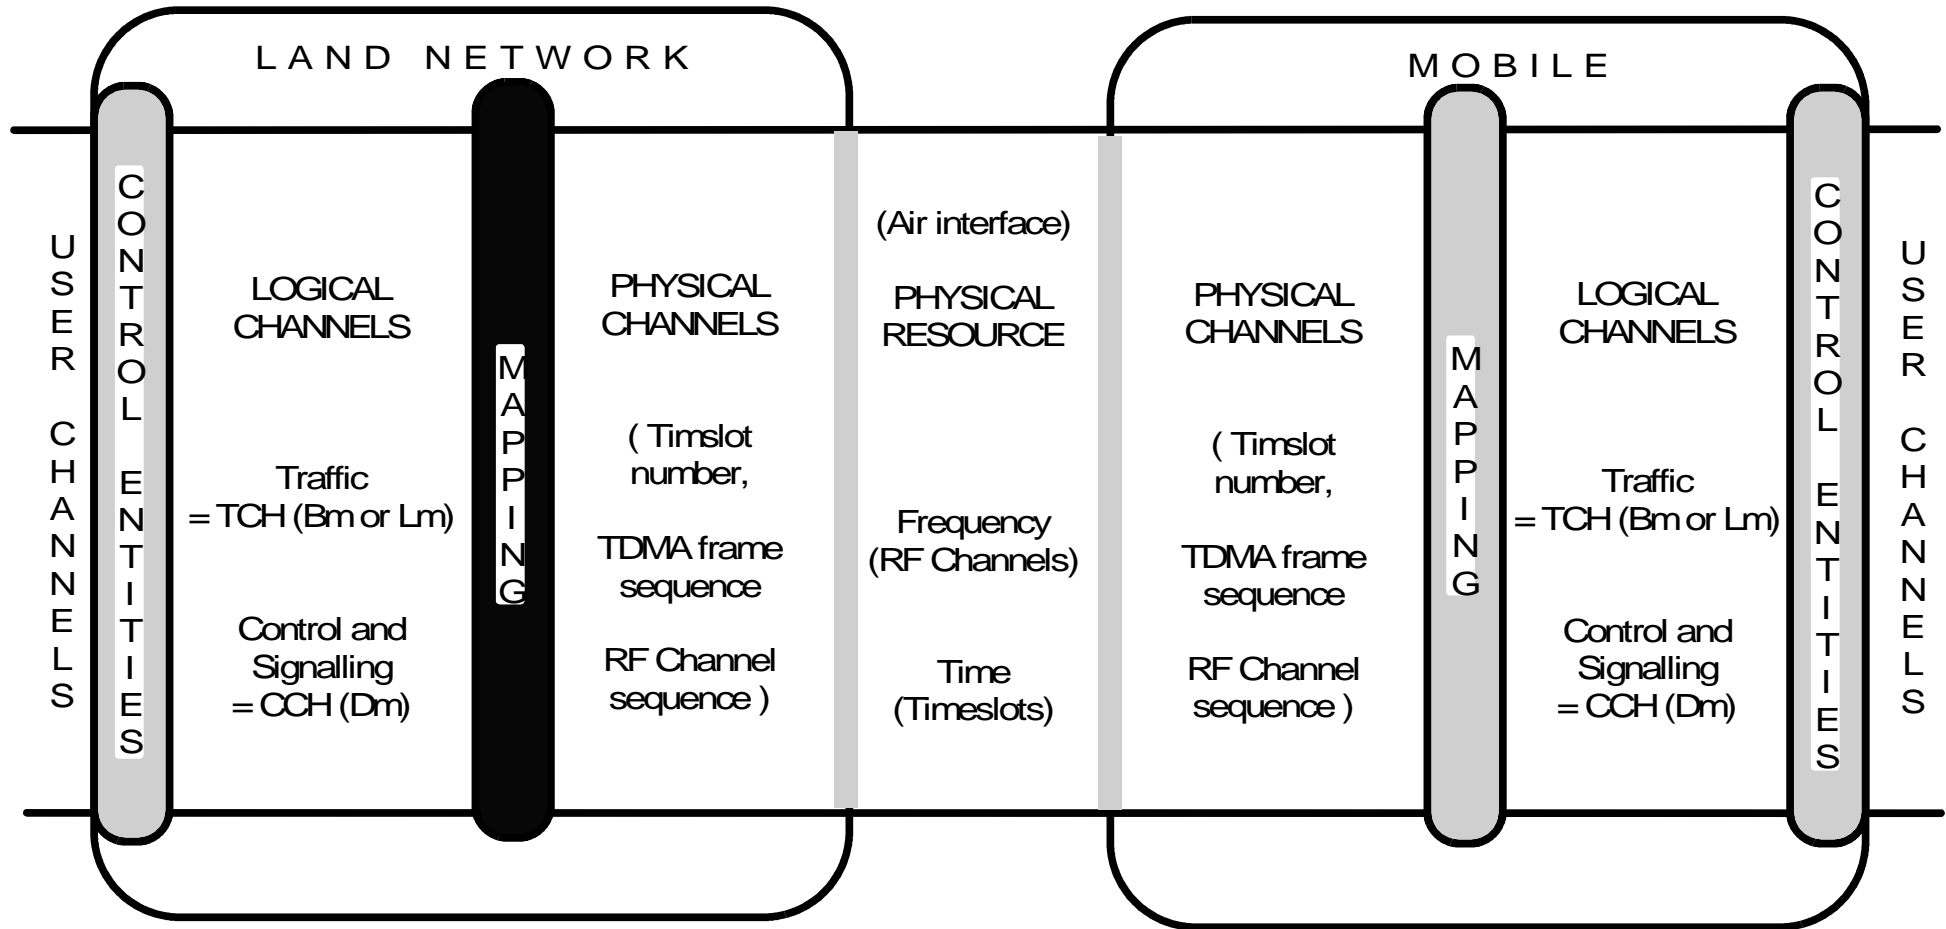 LAND NETWORK
MOBILE
USER CHANNELS
CONTROL ENTITIES
LOGICAL
CHANNELS
Traffic
= TCH (Bm or Lm)
Control and
Signalling
= CCH (Dm)
MAPPING
PHYSICAL
CHANNELS
( Timslot
number,
TDMA frame
sequence
RF Channel
sequence )
(Air interface)
PHYSICAL
RESOURCE
Frequency
(RF Channels)
Time
(Timeslots)
PHYSICAL
CHANNELS
( Timslot
number,
TDMA frame
sequence
RF Channel
sequence )
MAPPING
LOGICAL
CHANNELS
Traffic
= TCH (Bm or Lm)
Control and
Signalling
= CCH (Dm)
CONTROL ENTITIES
USER CHANNELS